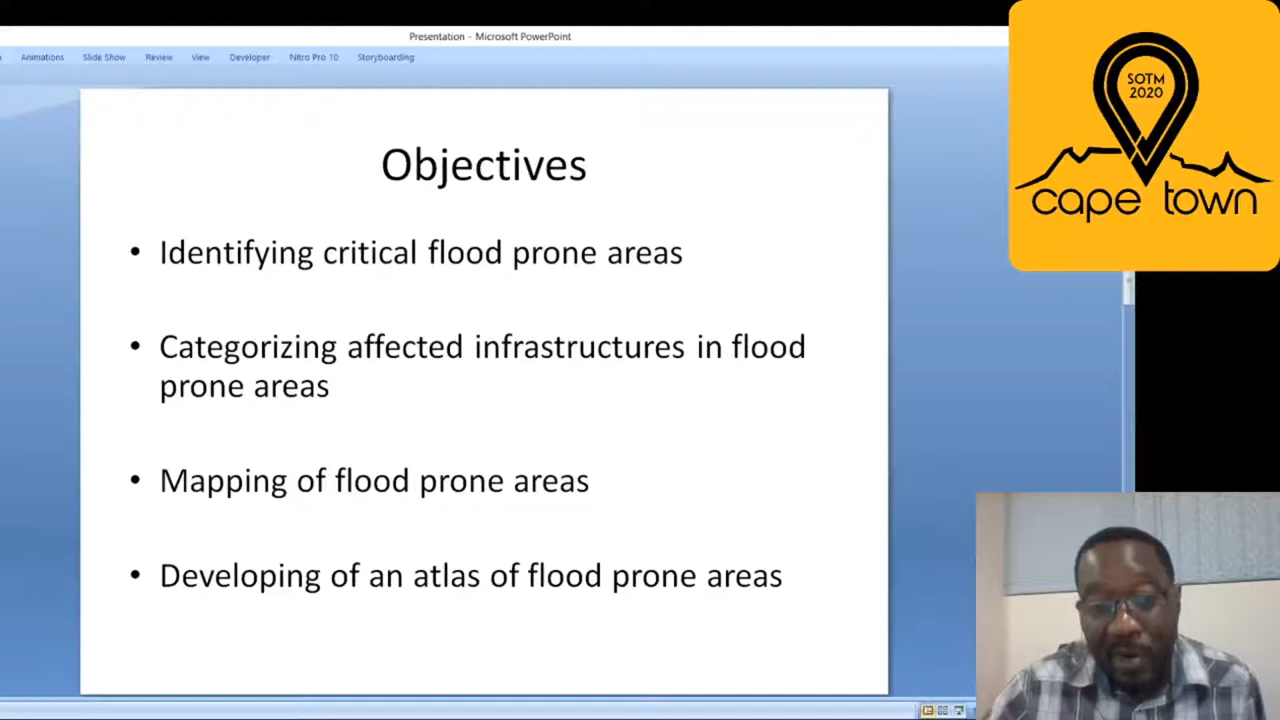 Presentation - Microsoft PowerPoint
Animations Slide Show Review View Developer Nitro Pro 10 Storyboarding
SOTM
2020
cape town
Objectives
• Identifying critical flood prone areas
• Categorizing affected infrastructures in flood
prone areas
• Mapping of flood prone areas
• Developing of an atlas of flood prone areas